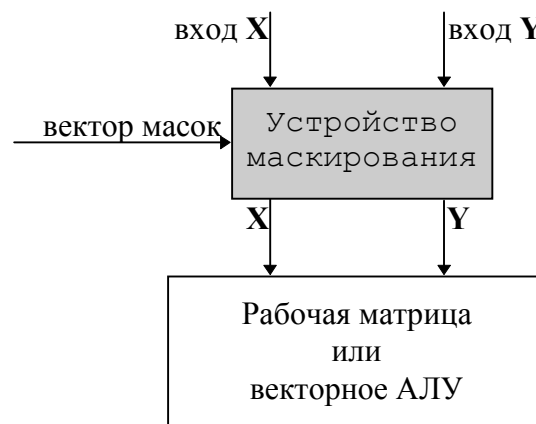 вход X вход Y
вектор масок
Устройство
маскирования
X Y
Рабочая матрица
или
векторное АЛУ